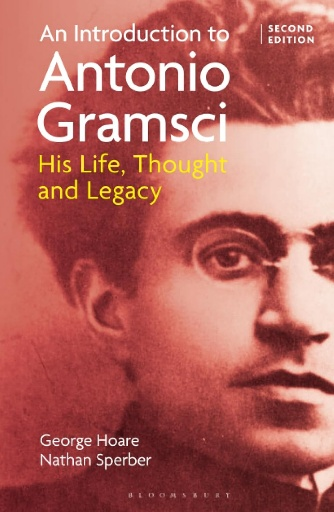 An Introduction to
SECOND
EDITION
Antonio
Gramsci
His Life, Thought
and Legacy
George Hoare
Nathan Sperber
BLOOMSBURY